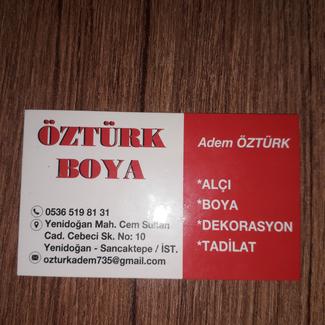 ÖZTÜRK
BOYA
0536 519 81 31
Yenidoğan Mah. Cem Sultan
Cad. Cebeci Sk. No: 10
Yenidoğan - Sancaktepe / İST.
ozturkadem735@gmail.com
Adem ÖZTÜRK
*ALÇI
*BOYA
*DEKORASYON
*TADİLAT